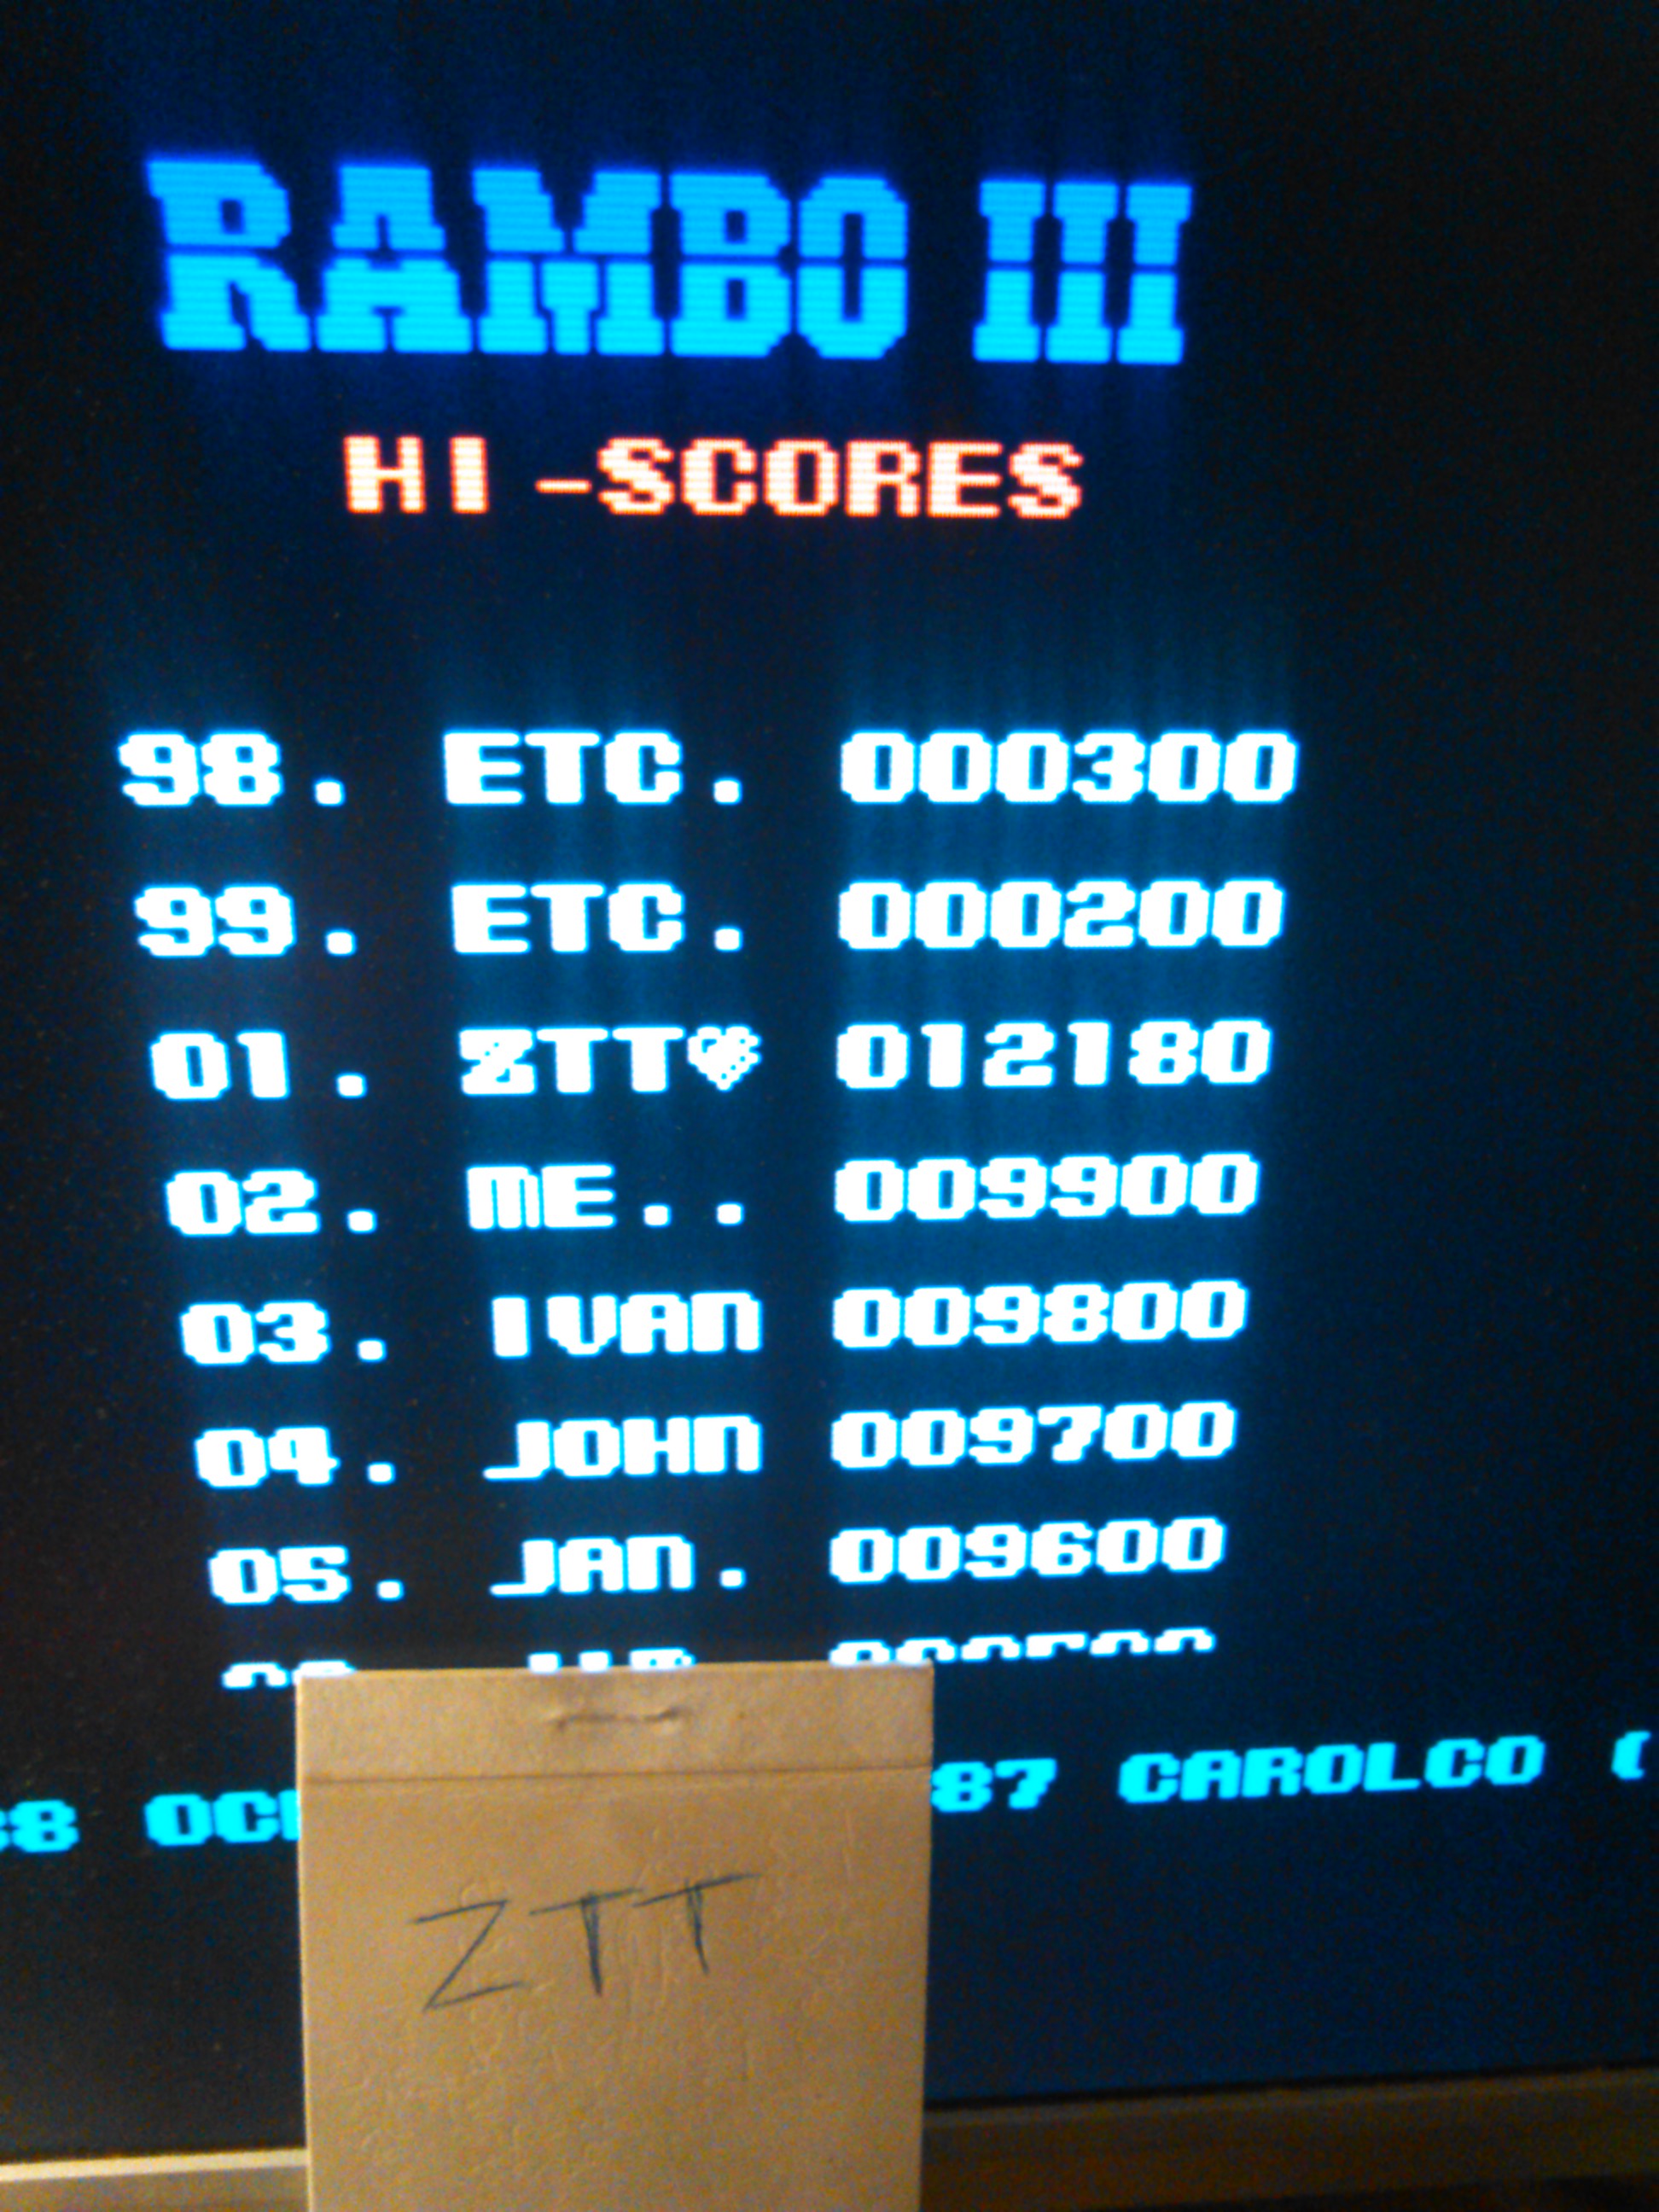 RAMBO III
HI-SCORES
98. ETC. 000300
99. ETC. 000200
01. ZTT♥ 012180
02. ME.. 009900
03. IVAN 009800
04. JOHN 009700
05. JAN. 009600
87 CAROLCO (
ZTT